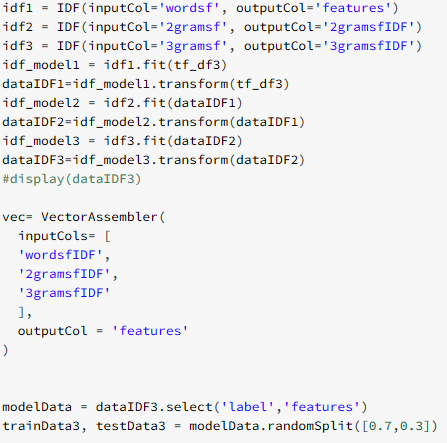 idf1 = IDF(inputCol='wordsf', outputCol='features')
idf2 = IDF(inputCol='2gramsf', outputCol='2gramsfIDF')
idf3 = IDF(inputCol='3gramsf', outputCol='3gramsfIDF')
idf_model1 = idf1.fit(tf_df3)
dataIDF1=idf_model1.transform(tf_df3)
idf_model2 = idf2.fit(dataIDF1)
dataIDF2=idf_model2.transform(dataIDF1)
idf_model3 = idf3.fit(dataIDF2)
dataIDF3=idf_model3.transform(dataIDF2)
#display(dataIDF3)
vec= VectorAssembler(
inputCols= [
'wordsfIDF',
'2gramsfIDF',
'3gramsfIDF'
],
outputCol = 'features'
)
modelData = dataIDF3.select('label','features')
trainData3, testData3 = modelData.randomSplit([0.7,0.3])